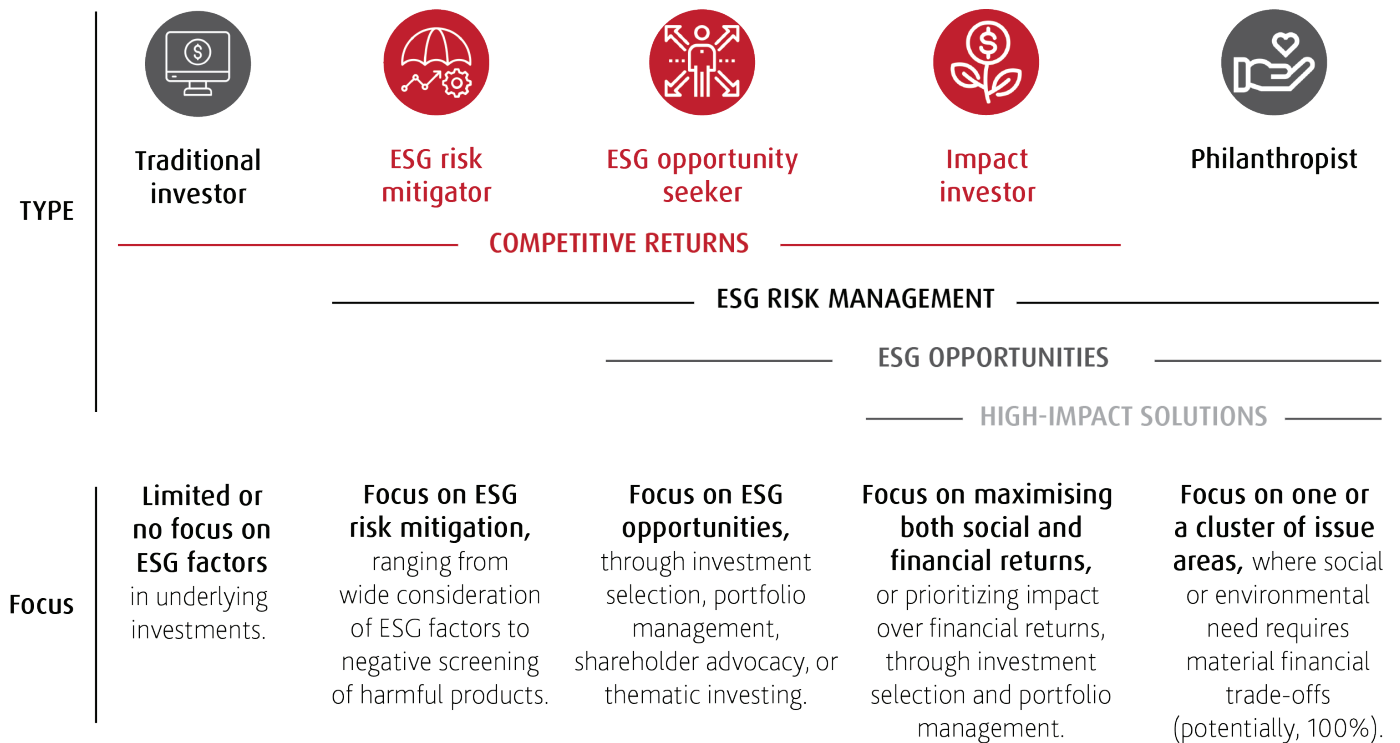 TYPE
Traditional
investor
ESG risk
mitigator
ESG opportunity
seeker
Impact
investor
Philanthropist
COMPETITIVE RETURNS
ESG RISK MANAGEMENT
ESG OPPORTUNITIES
HIGH-IMPACT SOLUTIONS
Focus
Limited or
no focus on
ESG factors
in underlying
investments.
Focus on ESG
risk mitigation,
ranging from
wide consideration
of ESG factors to
negative screening
of harmful products.
Focus on ESG
opportunities,
through investment
selection, portfolio
management,
shareholder advocacy, or
thematic investing.
Focus on maximising
both social and
financial returns,
or prioritizing impact
over financial returns,
through investment
selection and portfolio
management.
Focus on one or
a cluster of issue
areas, where social
or environmental
need requires
material financial
trade-offs
(potentially, 100%).